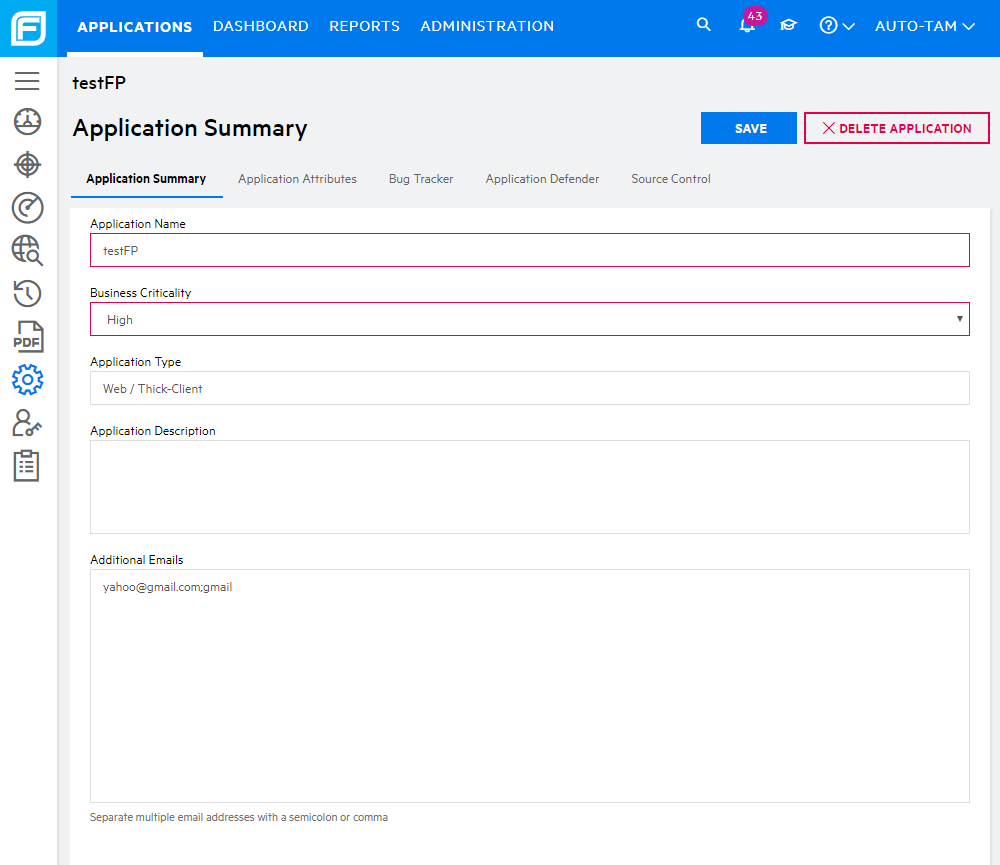 APPLICATIONS DASHBOARD REPORTS ADMINISTRATION 43 AUTO-TAM
testFP
Application Summary SAVE DELETE APPLICATION
Application Summary Application Attributes Bug Tracker Application Defender Source Control
Application Name
testFP
Business Criticality
High
PDF
Application Type
Web / Thick-Client
Application Description
Additional Emails
yahoo@gmail.com;gmail
Separate multiple email addresses with a semicolon or comma